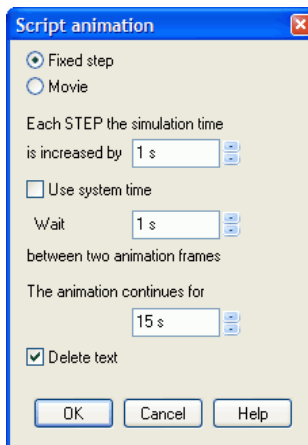 Script animation
Fixed step
Movie
Each STEP the simulation time
is increased by 1 s
Use system time
Wait 1 s
between two animation frames
The animation continues for
15 s
Delete text
OK Cancel Help